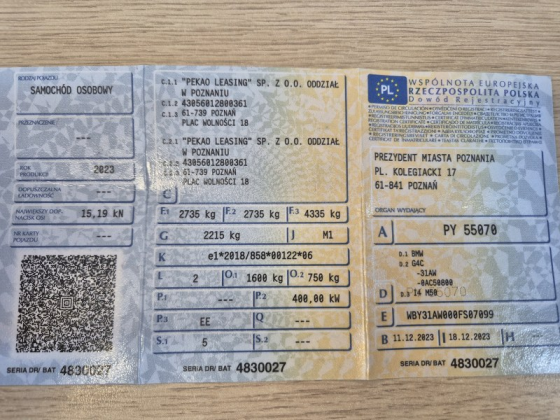 RODZAJ POJAZDU
SAMOCHÓD OSOBOWY
PRZEZNACZENIE
---
ROK PRODUKCJI
2023
DOPUSZCZALNA ŁADOWNOŚĆ
---
NAJWIĘKSZY DOP. NACISK OSI
15,19 kN
NR KARTY POJAZDU
---
SERIA DR/ BAT 4830027
C.1.1 "PEKAO LEASING" SP. Z O.O. ODDZIAŁ
W POZNANIU
C.1.2 43056012800361
C.1.3 61-739 POZNAŃ
PLAC WOLNOŚCI 18
C.2.1 "PEKAO LEASING" SP. Z O.O. ODDZIAŁ
W POZNANIU
C.2.2 43056012800361
C.2.3 61-739 POZNAŃ
PLAC WOLNOŚCI 18
C
F.1 2735 kg F.2 2735 kg F.3 4335 kg
G 2215 kg J M1
K e1*2018/858*00122*06
L 2 O.1 1600 kg O.2 750 kg
P.1 --- P.2 400,00 kW
P.3 EE Q ---
S.1 5 S.2 ---
SERIA DR/ BAT 4830027
PL
WSPÓLNOTA EUROPEJSKA
RZECZPOSPOLITA POLSKA
Dowód Rejestracyjny
PREZYDENT MIASTA POZNANIA
PL. KOLEGIACKI 17
61-841 POZNAŃ
ORGAN WYDAJĄCY
A PY 55070
D.1 BMW
D.2 G4C
-31AW
-0AC50800
D D.3 i4 M50
E WBY31AW000FS07099
B 11.12.2023 I 18.12.2023 H ---
SERIA DR/ BAT 4830027